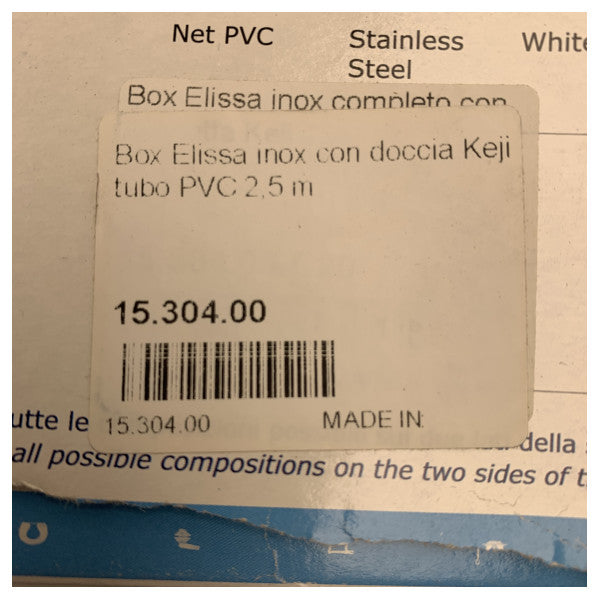 Net PVC
Stainless
Steel
White
Box Elissa inox completo con
Box Elissa inox con doccia Keji
tubo PVC 2,5 m
15.304.00
15.304.00 MADE IN:
utte le
della
all possible compositions on the two sides of t